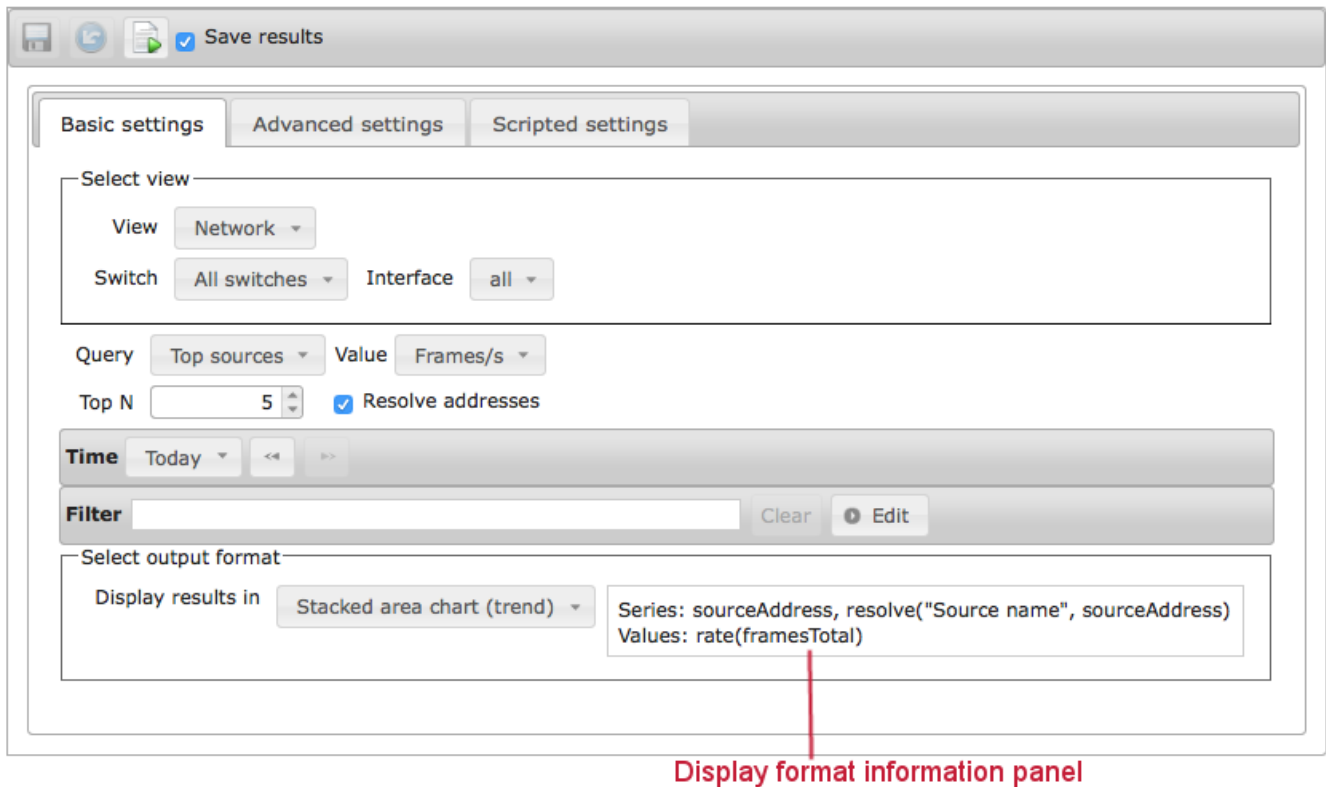 Save results
Basic settings Advanced settings Scripted settings
Select view
View Network
Switch All switches Interface all
Query Top sources Value Frames/s
Top N 5 Resolve addresses
Time Today
Filter Clear Edit
Select output format
Display results in Stacked area chart (trend)
Series: sourceAddress, resolve("Source name", sourceAddress)
Values: rate(framesTotal)
Display format information panel